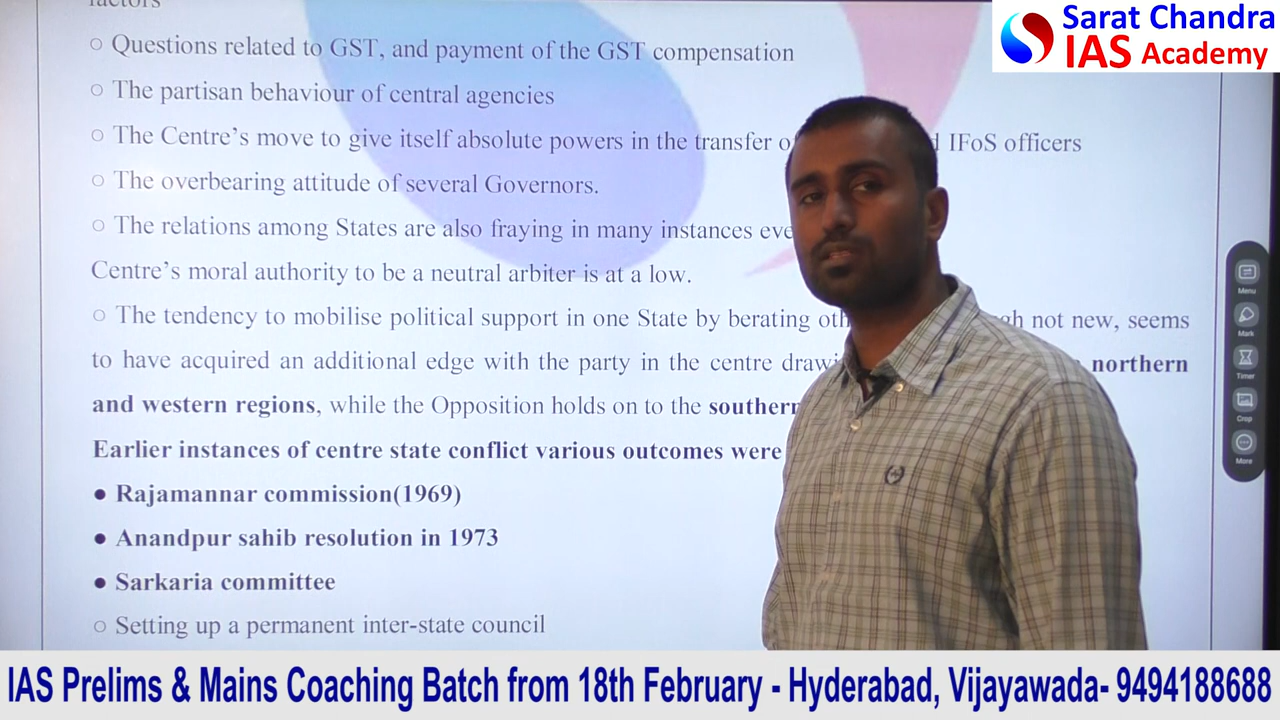 factors
Sarat Chandra
IAS Academy
○ Questions related to GST, and payment of the GST compensation
○ The partisan behaviour of central agencies
○ The Centre's move to give itself absolute powers in the transfer IFoS officers
○ The overbearing attitude of several Governors.
○ The relations among States are also fraying in many instances
Centre's moral authority to be a neutral arbiter is at a low.
○ The tendency to mobilise political support in one State by berating not new, seems
to have acquired an additional edge with the party in the centre northern
and western regions, while the Opposition holds on to the southern
Earlier instances of centre state conflict various outcomes were
● Rajamannar commission(1969)
● Anandpur sahib resolution in 1973
● Sarkaria committee
○ Setting up a permanent inter-state council
Menu
Mark
Timer
Crop
More
IAS Prelims & Mains Coaching Batch from 18th February - Hyderabad, Vijayawada- 9494188688